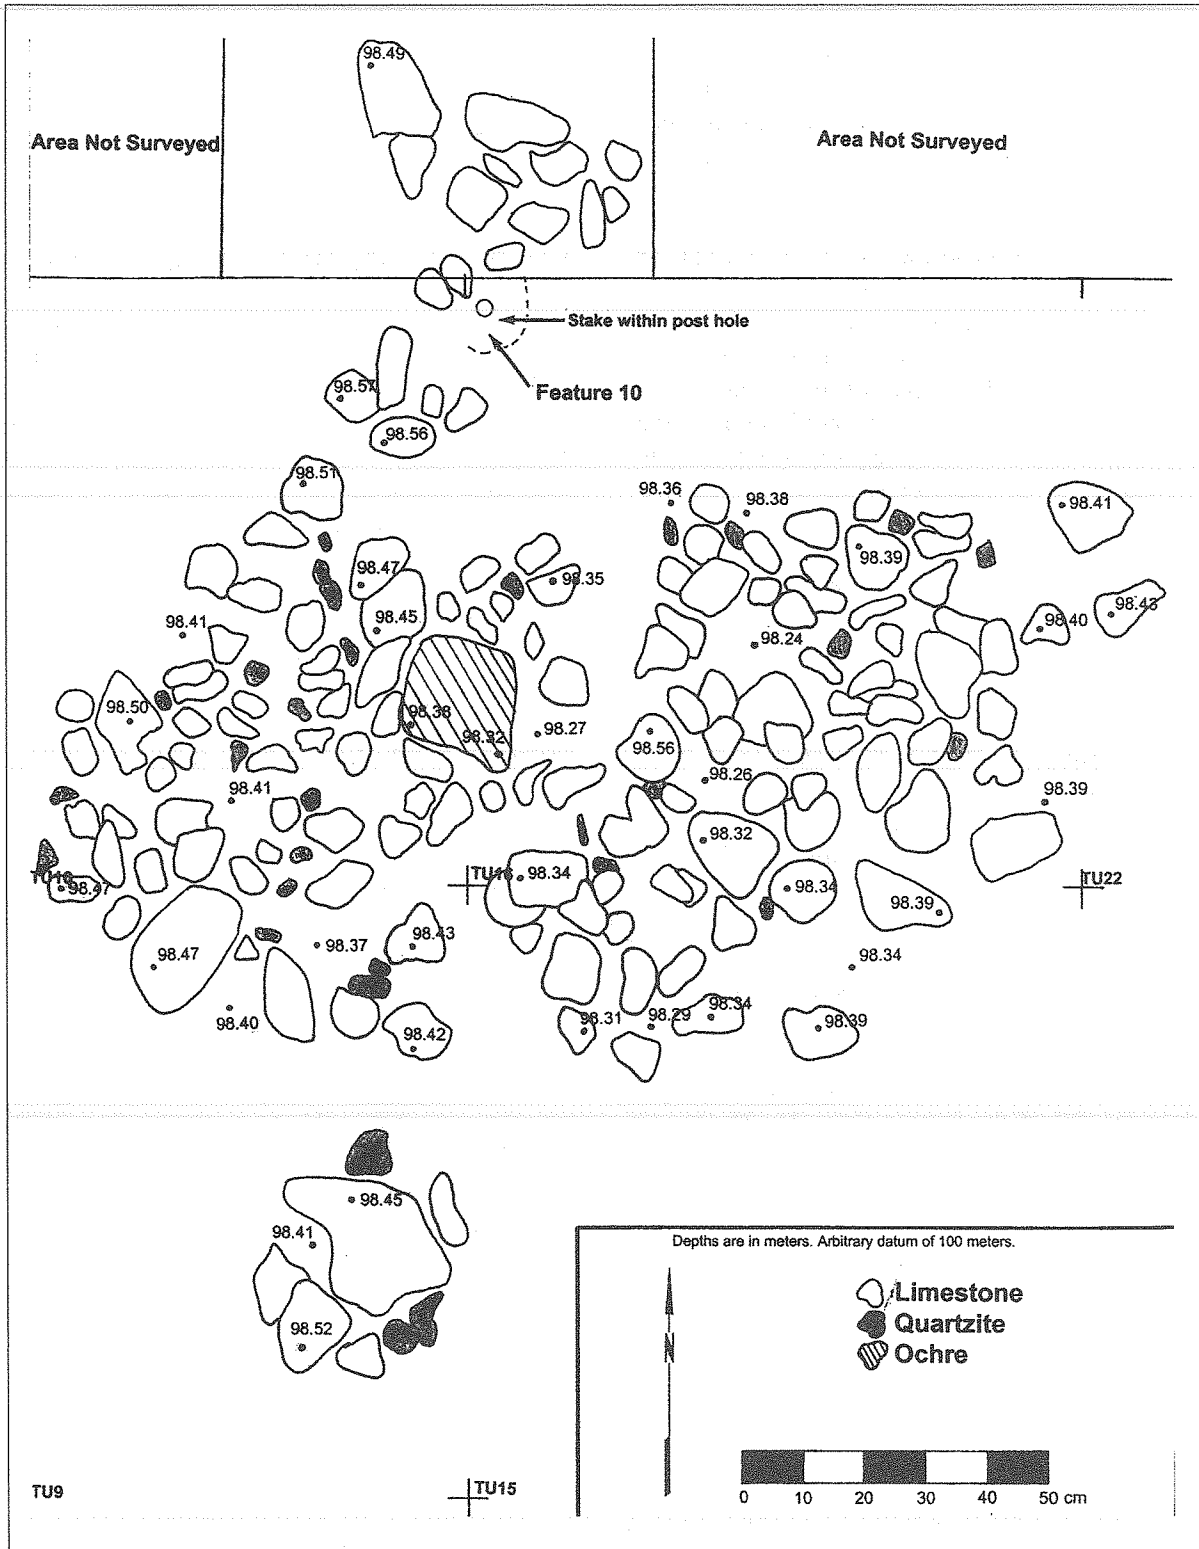 98.49
Area Not Surveyed
Area Not Surveyed
Stake within post hole
Feature 10
98.57
98.56
98.51
98.36
98.38
98.41
98.39
98.47
98.35
98.45
98.41
98.43
98.40
98.24
98.50
98.38
98.32
98.27
98.56
98.26
98.41
98.39
98.32
98.47
TU16
98.34
98.34
TU22
98.39
98.43
98.37
98.47
98.34
98.40
98.42
98.31
98.29
98.34
98.39
98.45
98.41
98.52
Depths are in meters. Arbitrary datum of 100 meters.
N
Limestone
Quartzite
Ochre
0 10 20 30 40 50 cm
TU9
TU15